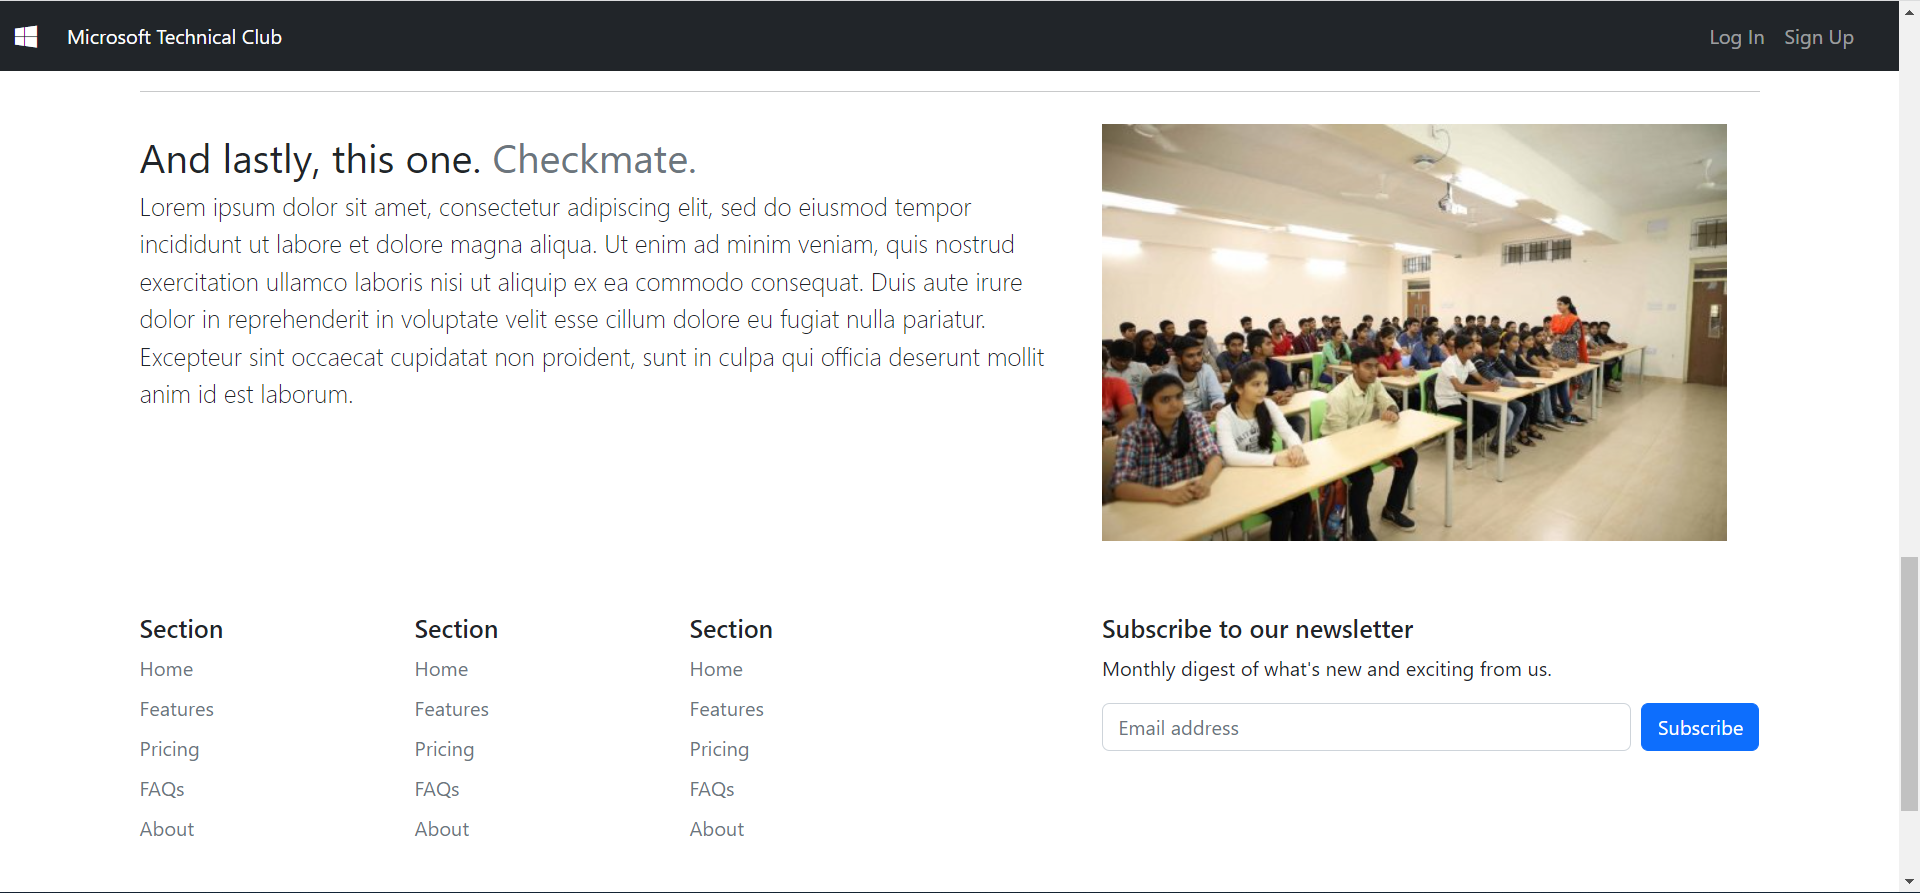 Microsoft Technical Club
Log In Sign Up
And lastly, this one. Checkmate.
Lorem ipsum dolor sit amet, consectetur adipiscing elit, sed do eiusmod tempor
incididunt ut labore et dolore magna aliqua. Ut enim ad minim veniam, quis nostrud
exercitation ullamco laboris nisi ut aliquip ex ea commodo consequat. Duis aute irure
dolor in reprehenderit in voluptate velit esse cillum dolore eu fugiat nulla pariatur.
Excepteur sint occaecat cupidatat non proident, sunt in culpa qui officia deserunt mollit
anim id est laborum.
Section
Home
Features
Pricing
FAQs
About
Section
Home
Features
Pricing
FAQs
About
Section
Home
Features
Pricing
FAQs
About
Subscribe to our newsletter
Monthly digest of what's new and exciting from us.
Email address
Subscribe